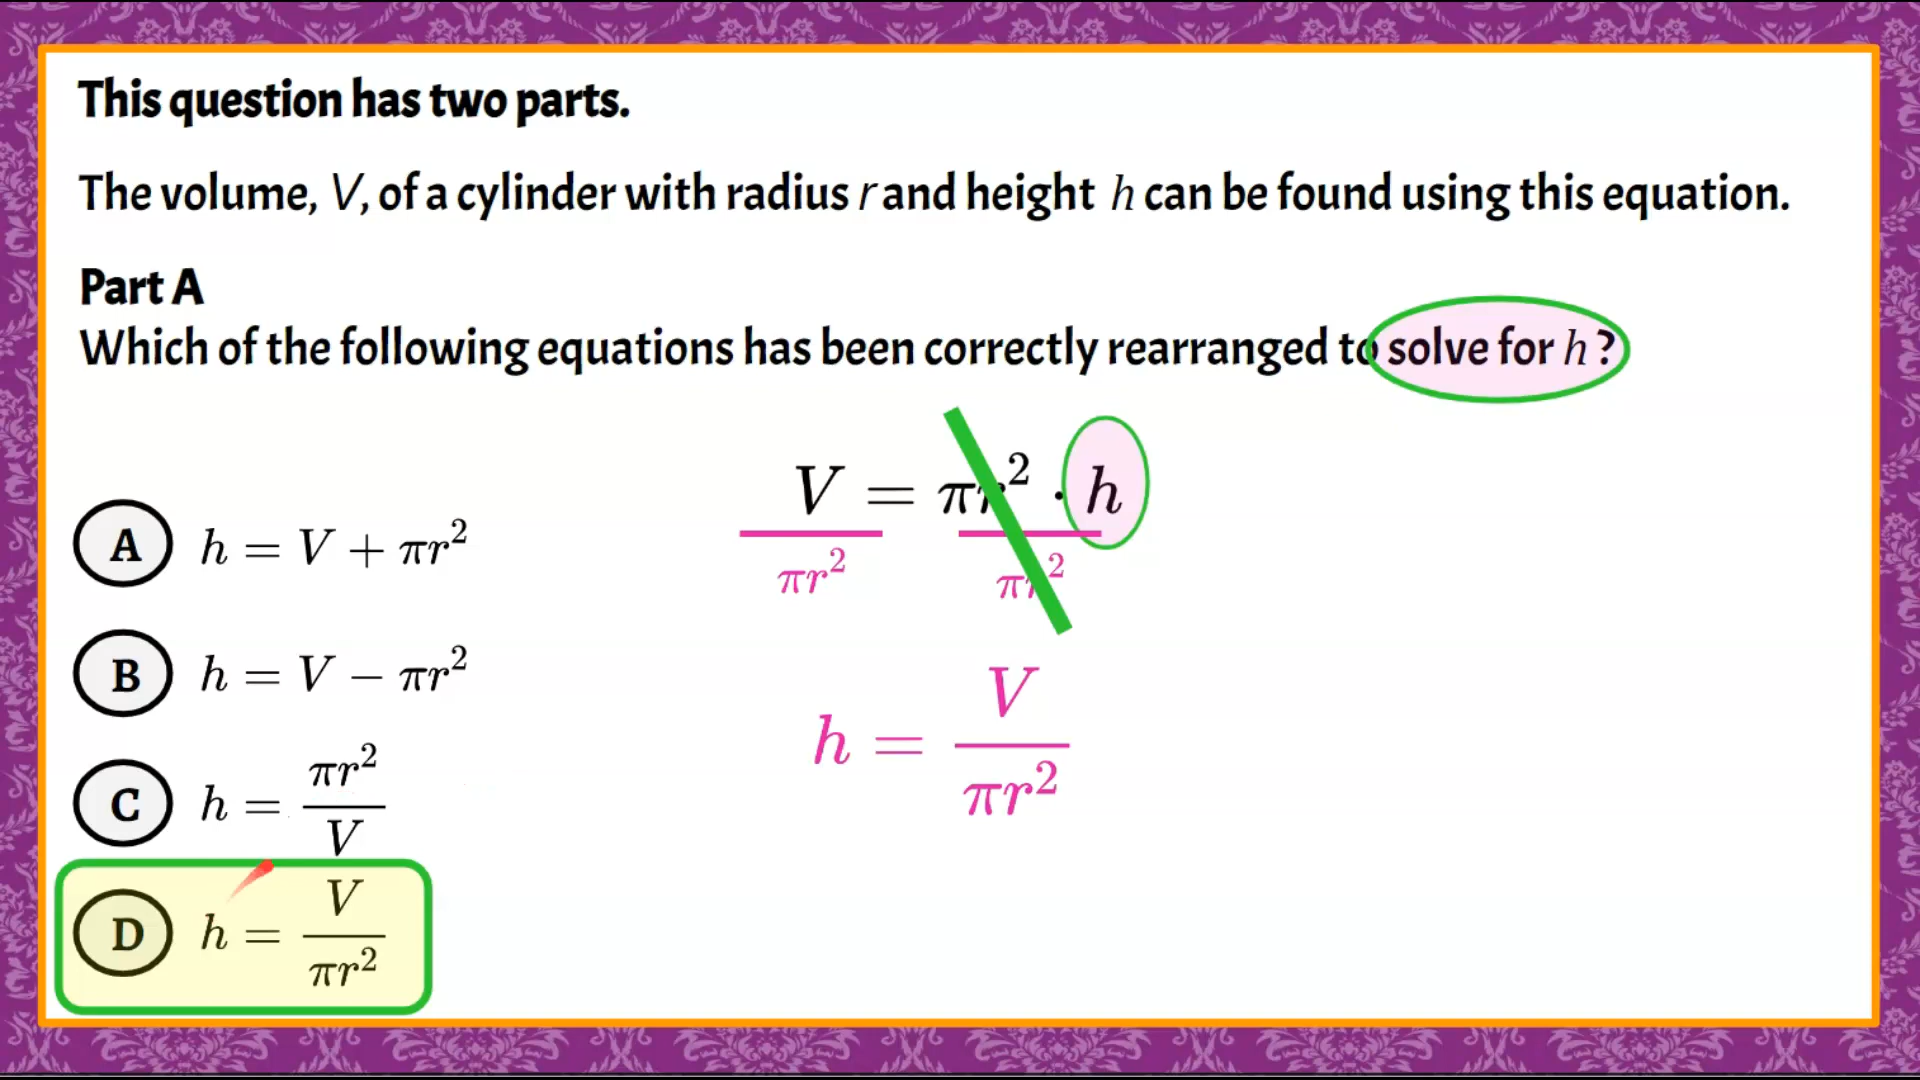 This question has two parts.
The volume, V, of a cylinder with radius r and height h can be found using this equation.
Part A
Which of the following equations has been correctly rearranged to solve for h ?
V = πr² · h
πr² πr²
A h = V + πr²
B h = V − πr²
h = V/πr²
C h = πr²/V
D h = V/πr²